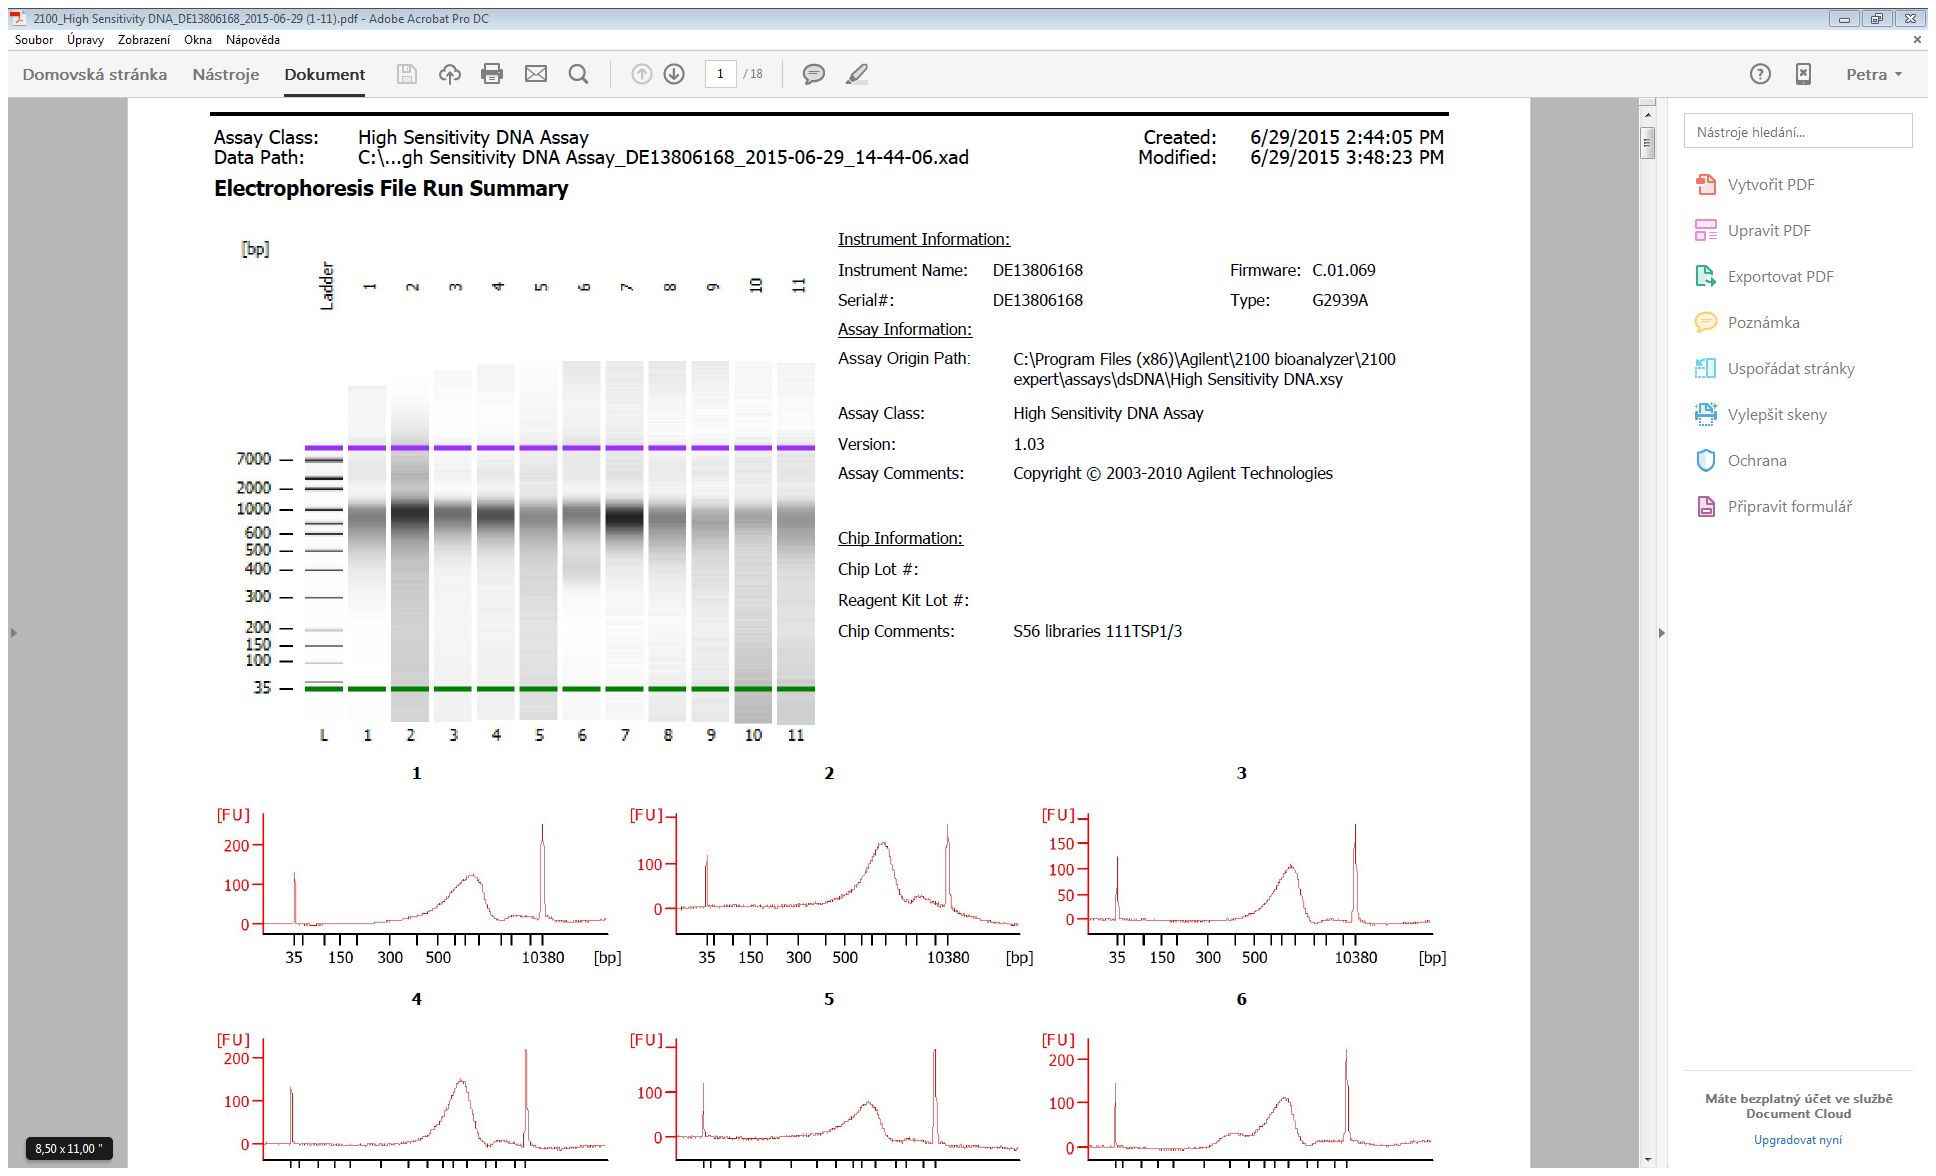 2100_High Sensitivity DNA_DE13806168_2015-06-29 (1-11).pdf - Adobe Acrobat Pro DC
Soubor Úpravy Zobrazení Okna Nápověda
Domovská stránka Nástroje Dokument 1 / 18 Petra
Assay Class: High Sensitivity DNA Assay Created: 6/29/2015 2:44:05 PM
Data Path: C:\...gh Sensitivity DNA Assay_DE13806168_2015-06-29_14-44-06.xad Modified: 6/29/2015 3:48:23 PM
Electrophoresis File Run Summary
[bp]
Ladder 1 2 3 4 5 6 7 8 9 10 11
7000
2000
1000
600
500
400
300
200
150
100
35
L 1 2 3 4 5 6 7 8 9 10 11
Instrument Information:
Instrument Name: DE13806168 Firmware: C.01.069
Serial#: DE13806168 Type: G2939A
Assay Information:
Assay Origin Path: C:\Program Files (x86)\Agilent\2100 bioanalyzer\2100
expert\assays\dsDNA\High Sensitivity DNA.xsy
Assay Class: High Sensitivity DNA Assay
Version: 1.03
Assay Comments: Copyright © 2003-2010 Agilent Technologies
Chip Information:
Chip Lot #:
Reagent Kit Lot #:
Chip Comments: S56 libraries 111TSP1/3
1
[FU]
200
100
0
35 150 300 500 10380 [bp]
2
[FU]
100
0
35 150 300 500 10380 [bp]
3
[FU]
150
100
50
0
35 150 300 500 10380 [bp]
4
[FU]
200
100
0
5
[FU]
100
0
6
[FU]
200
100
0
8,50 x 11,00 "
Nástroje hledání...
Vytvořit PDF
Upravit PDF
Exportovat PDF
Poznámka
Uspořádat stránky
Vylepšit skeny
Ochrana
Připravit formulář
Máte bezplatný účet ve službě
Document Cloud
Upgradovat nyní